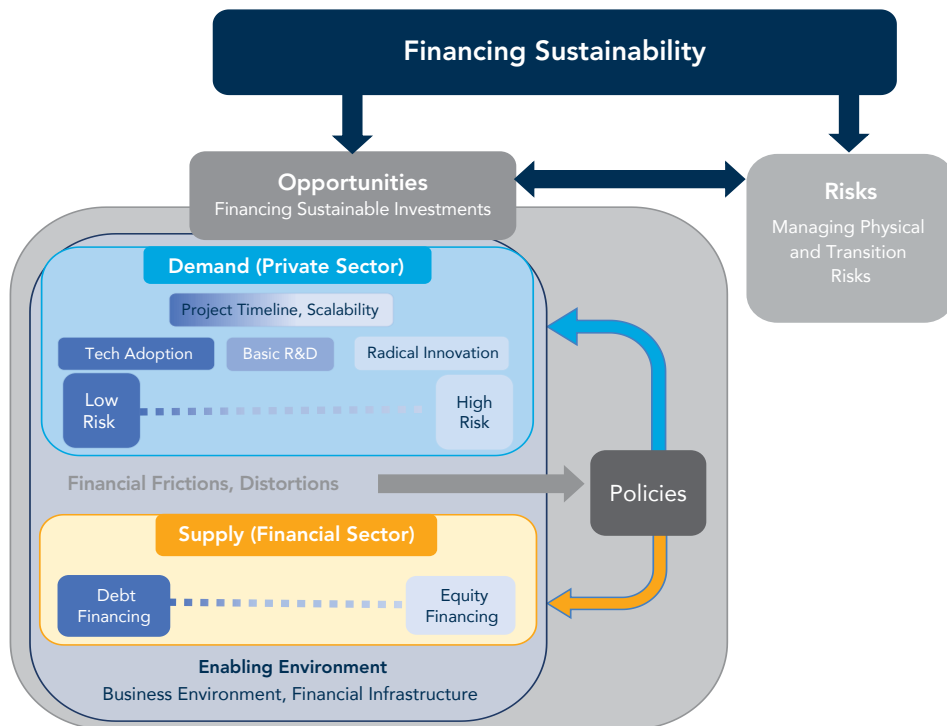 Financing Sustainability
Opportunities
Financing Sustainable Investments
Risks
Managing Physical
and Transition
Risks
Demand (Private Sector)
Project Timeline, Scalability
Tech Adoption
Basic R&D
Radical Innovation
Low
Risk
High
Risk
Financial Frictions, Distortions
Policies
Supply (Financial Sector)
Debt
Financing
Equity
Financing
Enabling Environment
Business Environment, Financial Infrastructure